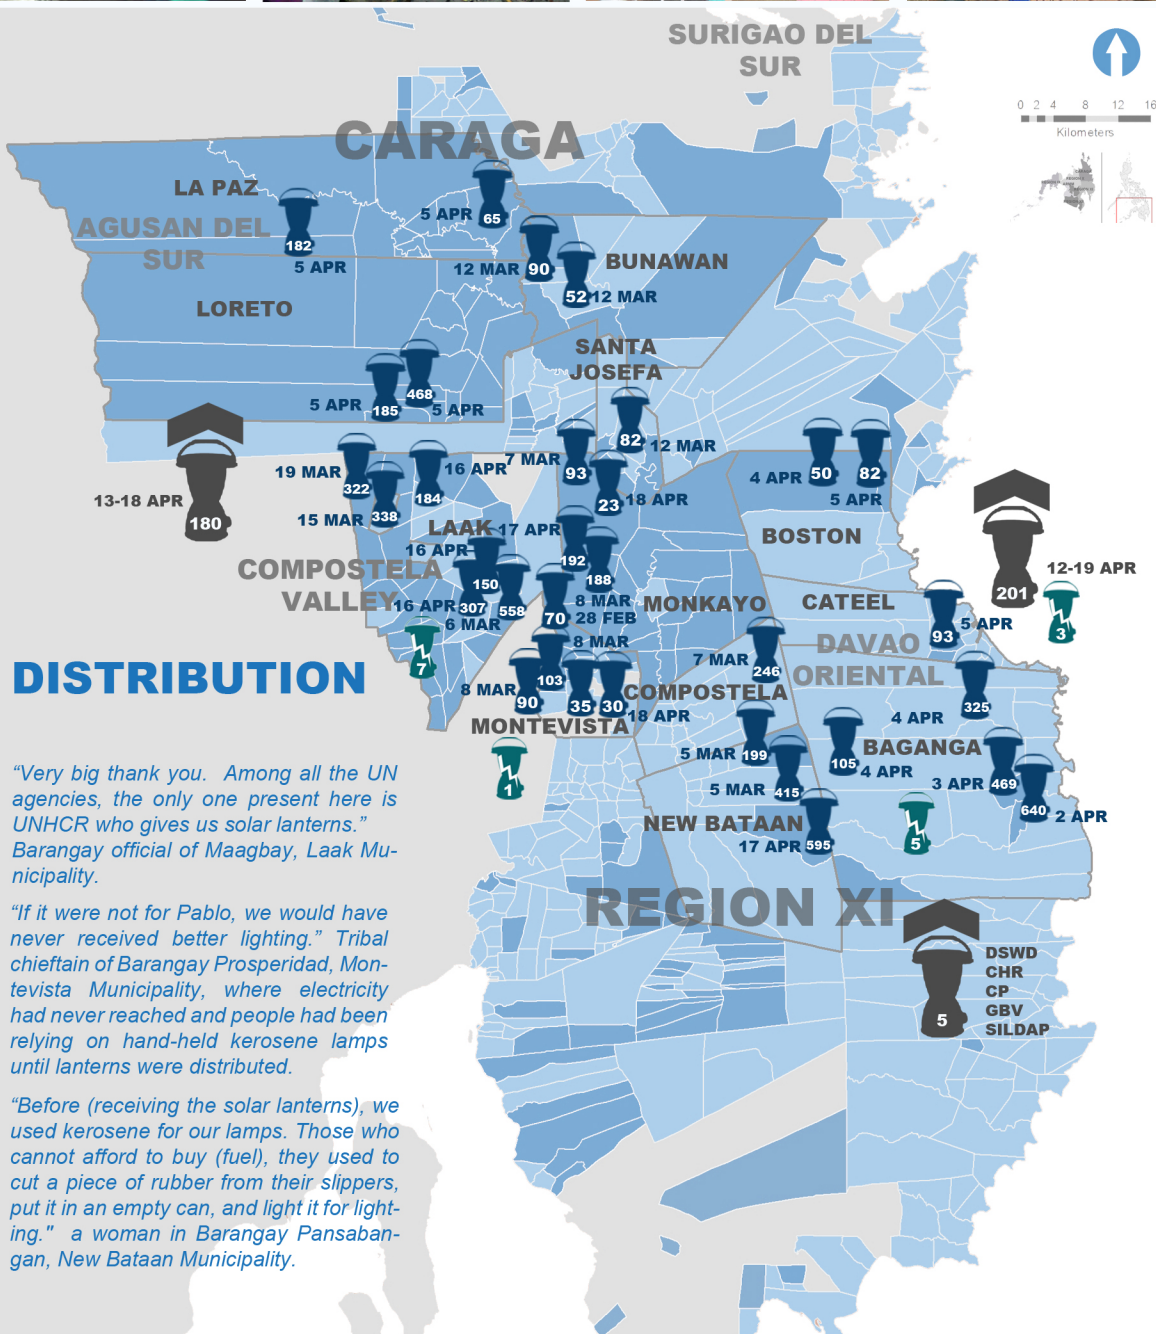 SURIGAO DEL
SUR
0 2 4 8 12 16
Kilometers
CARAGA
LA PAZ
AGUSAN DEL
SUR
182
5 APR
5 APR
65
12 MAR
90
52
12 MAR
BUNAWAN
LORETO
SANTA
JOSEFA
5 APR
185
468
5 APR
82
12 MAR
13-18 APR
180
19 MAR
322
15 MAR
338
184
16 APR
7 MAR
93
23
18 APR
4 APR
50
82
5 APR
BOSTON
LAAK
17 APR
192
188
8 MAR
16 APR
150
COMPOSTELA
VALLEY
16 APR
307
558
6 MAR
70
28 FEB
MONKAYO
CATEEL
201
12-19 APR
3
93
5 APR
DAVAO
ORIENTAL
7
DISTRIBUTION
8 MAR
103
8 MAR
90
35
30
18 APR
7 MAR
246
COMPOSTELA
MONTEVISTA
1
4 APR
325
5 MAR
199
105
4 APR
BAGANGA
3 APR
469
5 MAR
415
640
2 APR
NEW BATAAN
17 APR
595
5
REGION XI
5
DSWD
CHR
CP
GBV
SILDAP
“Very big thank you. Among all the UN
agencies, the only one present here is
UNHCR who gives us solar lanterns.”
Barangay official of Maagbay, Laak Mu-
nicipality.
“If it were not for Pablo, we would have
never received better lighting.” Tribal
chieftain of Barangay Prosperidad, Mon-
tevista Municipality, where electricity
had never reached and people had been
relying on hand-held kerosene lamps
until lanterns were distributed.
“Before (receiving the solar lanterns), we
used kerosene for our lamps. Those who
cannot afford to buy (fuel), they used to
cut a piece of rubber from their slippers,
put it in an empty can, and light it for light-
ing." a woman in Barangay Pansaban-
gan, New Bataan Municipality.